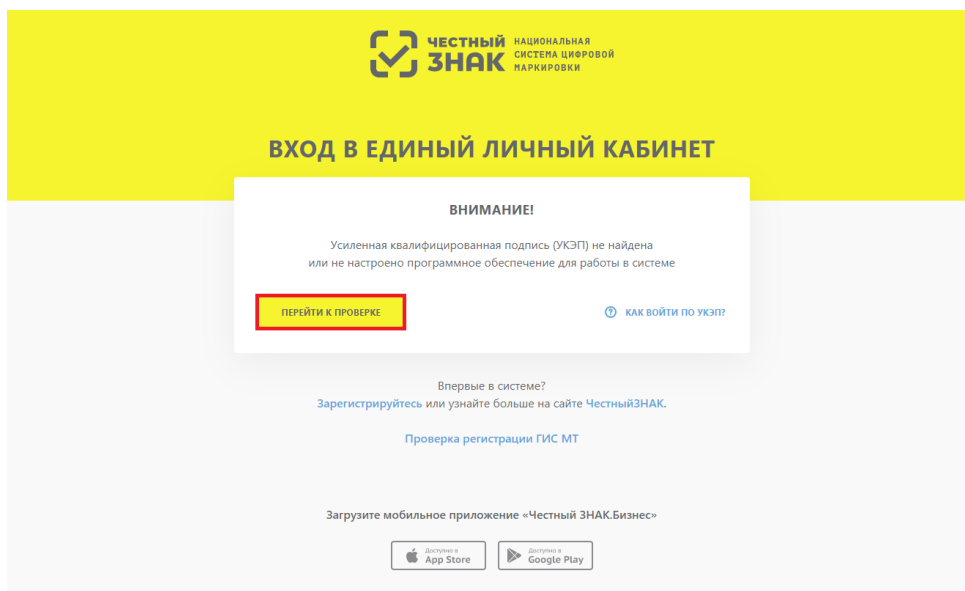 ЧЕСТНЫЙ
ЗНАК
НАЦИОНАЛЬНАЯ
СИСТЕМА ЦИФРОВОЙ
МАРКИРОВКИ
ВХОД В ЕДИНЫЙ ЛИЧНЫЙ КАБИНЕТ
ВНИМАНИЕ!
Усиленная квалифицированная подпись (УКЭП) не найдена
или не настроено программное обеспечение для работы в системе
ПЕРЕЙТИ К ПРОВЕРКЕ
КАК ВОЙТИ ПО УКЭП?
Впервые в системе?
Зарегистрируйтесь или узнайте больше на сайте ЧестныйЗНАК.
Проверка регистрации ГИС МТ
Загрузите мобильное приложение «Честный ЗНАК.Бизнес»
Доступно в
App Store
Доступно в
Google Play